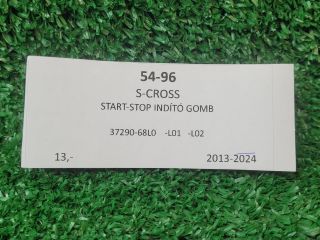 54-96
S-CROSS
START-STOP INDÍTÓ GOMB
37290-68L0 -L01 -L02
13,- 2013-2024